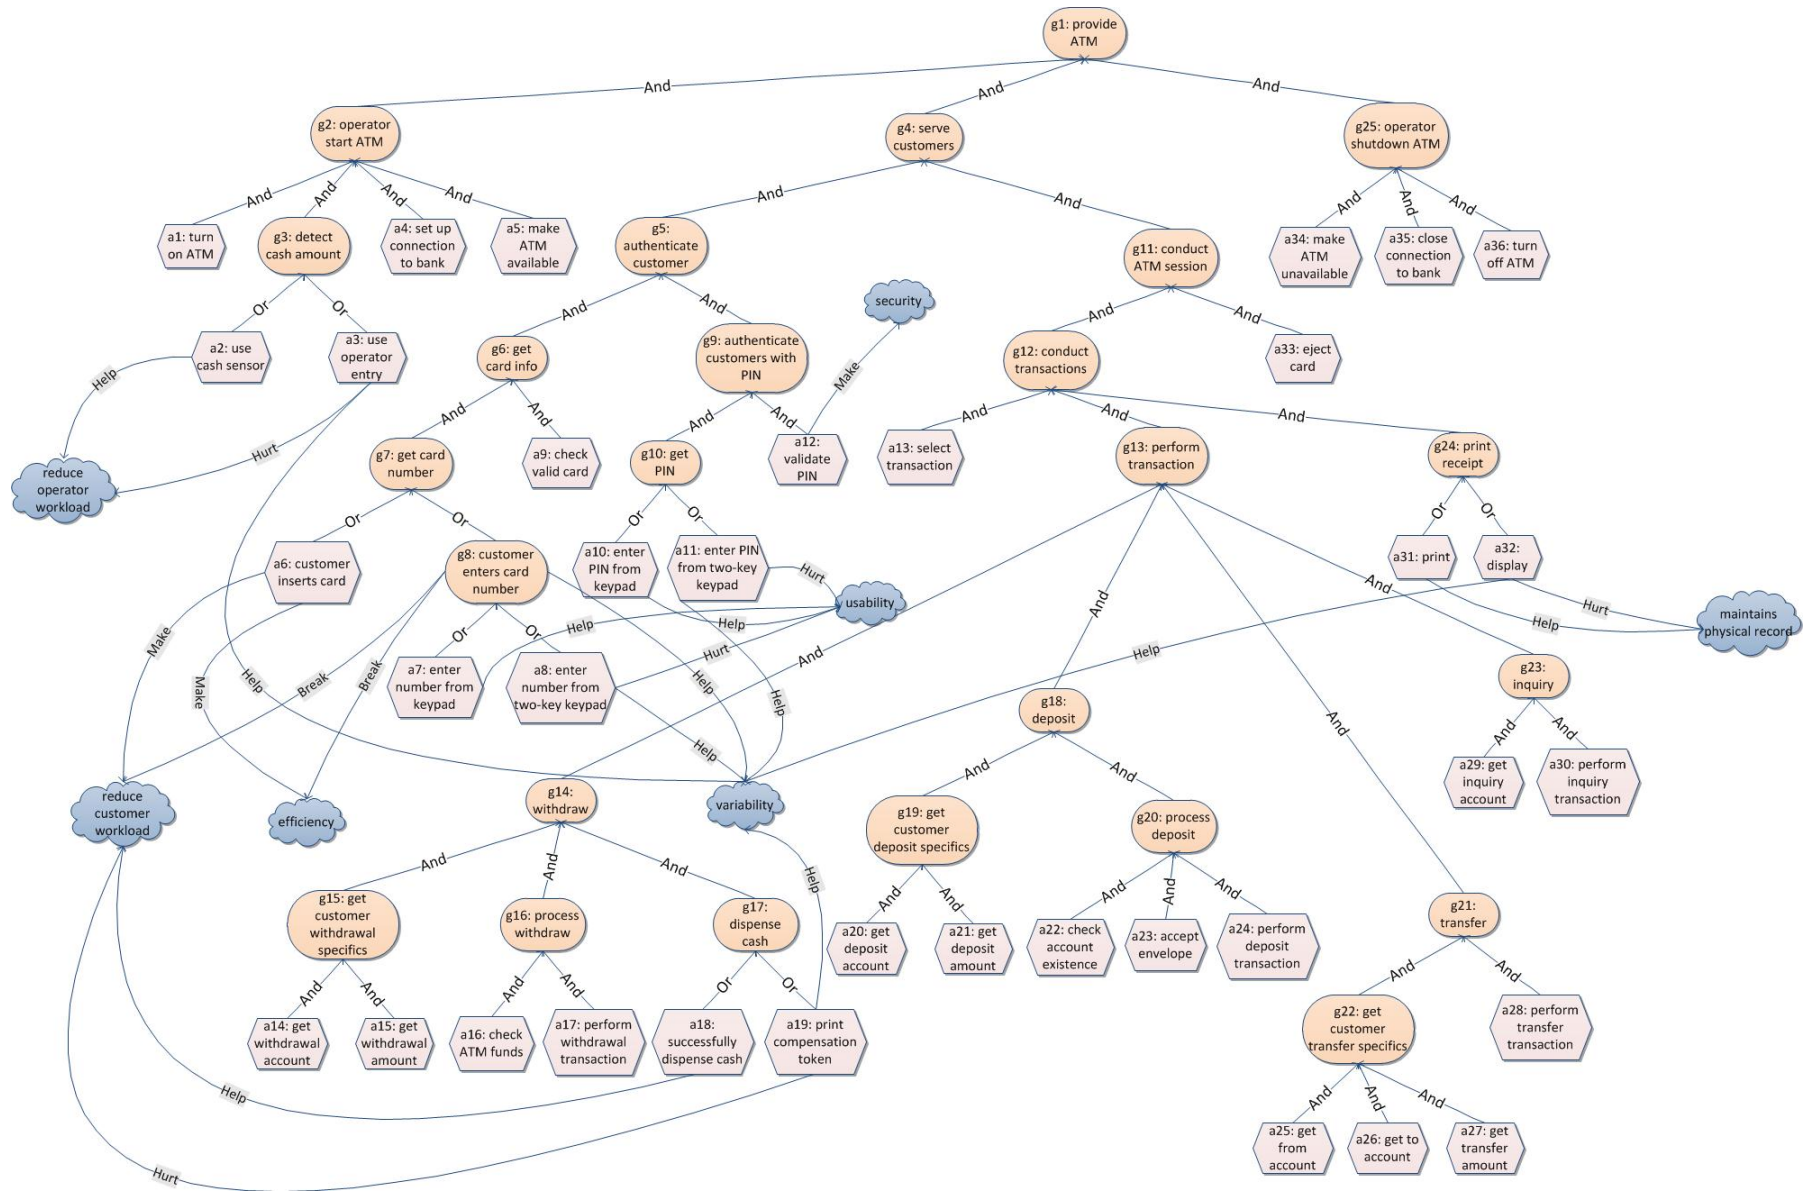 g1: provide
ATM
And
And
And
g2: operator
start ATM
g4: serve
customers
g25: operator
shutdown ATM
And
And
And
And
And
And
And
And
And
a1: turn
on ATM
g3: detect
cash amount
a4: set up
connection
to bank
a5: make
ATM
available
g5:
authenticate
customer
g11: conduct
ATM session
a34: make
ATM
unavailable
a35: close
connection
to bank
a36: turn
off ATM
Or
Or
And
And
security
And
And
a2: use
cash sensor
a3: use
operator
entry
g6: get
card info
g9: authenticate
customers with
PIN
g12: conduct
transactions
a33: eject
card
Help
Make
And
And
And
And
And
And
And
Hurt
reduce
operator
workload
g7: get card
number
a9: check
valid card
g10: get
PIN
a12:
validate
PIN
a13: select
transaction
g13: perform
transaction
g24: print
receipt
Or
Or
Or
Or
Or
Or
a6: customer
inserts card
g8: customer
enters card
number
a10: enter
PIN from
keypad
a11: enter PIN
from two-key
keypad
a31: print
a32:
display
Hurt
usability
And
And
Hurt
Help
maintains
physical record
Make
Or
Or
Help
Help
Hurt
Help
a7: enter
number from
keypad
a8: enter
number from
two-key keypad
And
Make
Help
Break
Break
Help
Help
Help
g18:
deposit
g23:
inquiry
And
And
And
And
And
a29: get
inquiry
account
a30: perform
inquiry
transaction
reduce
customer
workload
efficiency
g14:
withdraw
variability
g19: get
customer
deposit specifics
g20: process
deposit
And
And
And
Help
And
And
And
And
And
g15: get
customer
withdrawal
specifics
g16: process
withdraw
g17:
dispense
cash
a20: get
deposit
account
a21: get
deposit
amount
a22: check
account
existence
a23: accept
envelope
a24: perform
deposit
transaction
g21:
transfer
And
And
And
And
And
And
Or
Or
a14: get
withdrawal
account
a15: get
withdrawal
amount
a16: check
ATM funds
a17: perform
withdrawal
transaction
a18:
successfully
dispense cash
a19: print
compensation
token
g22: get
customer
transfer specifics
a28: perform
transfer
transaction
Help
And
And
And
a25: get
from
account
a26: get to
account
a27: get
transfer
amount
Hurt